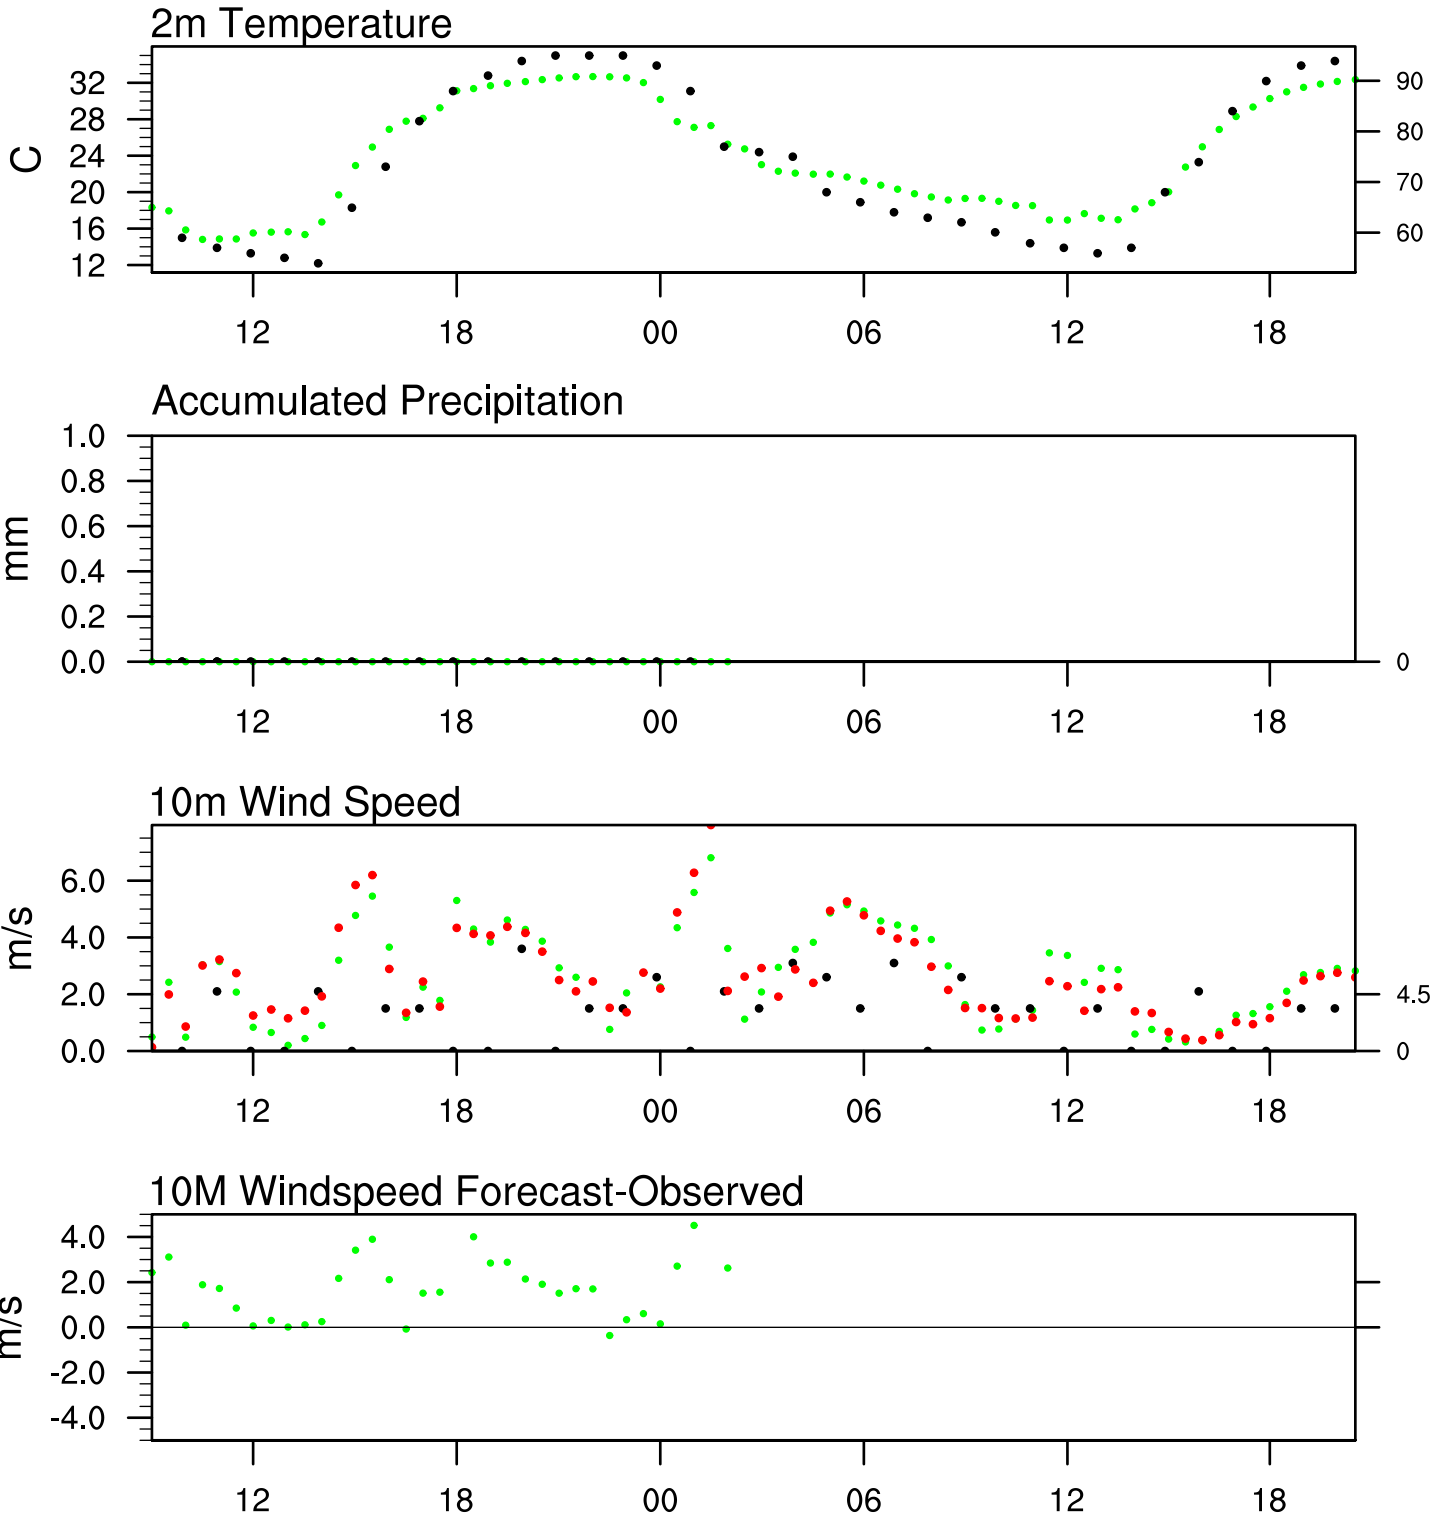 2m Temperature
32
28
24
20
16
12
C
90
80
70
60
12 18 00 06 12 18
Accumulated Precipitation
1.0
0.8
0.6
0.4
0.2
0.0
mm
0
12 18 00 06 12 18
10m Wind Speed
6.0
4.0
2.0
0.0
m/s
4.5
0
12 18 00 06 12 18
10M Windspeed Forecast-Observed
4.0
2.0
0.0
-2.0
-4.0
m/s
12 18 00 06 12 18